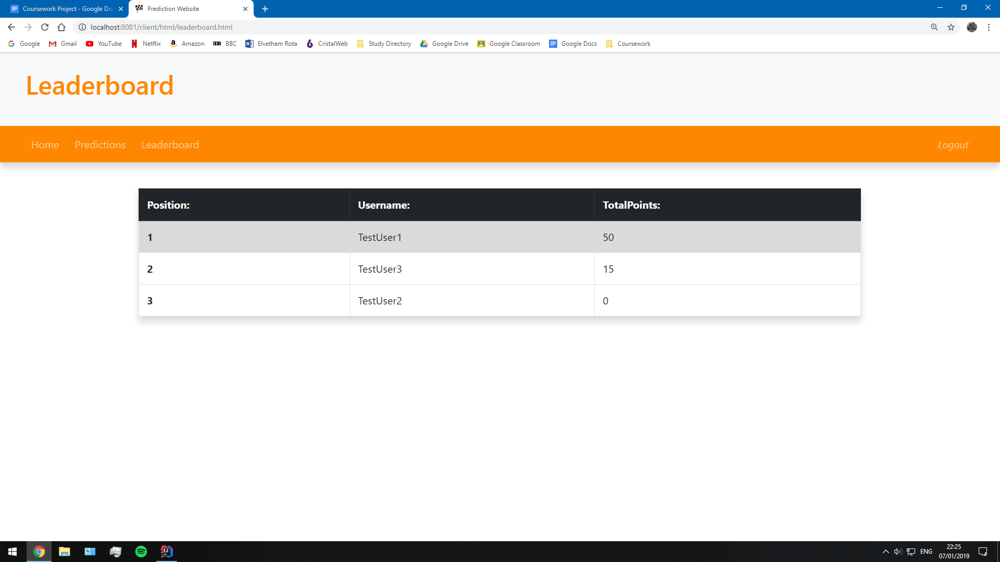 Coursework Project - Google Do
Prediction Website
localhost:8081/client/html/leaderboard.html
Google Gmail YouTube Netflix Amazon BBC Elvetham Rota CristalWeb Study Directory Google Drive Google Classroom Google Docs Coursework
Leaderboard
Home Predictions Leaderboard Logout
Position: Username: TotalPoints:
1 TestUser1 50
2 TestUser3 15
3 TestUser2 0
ENG
22:25
07/01/2019